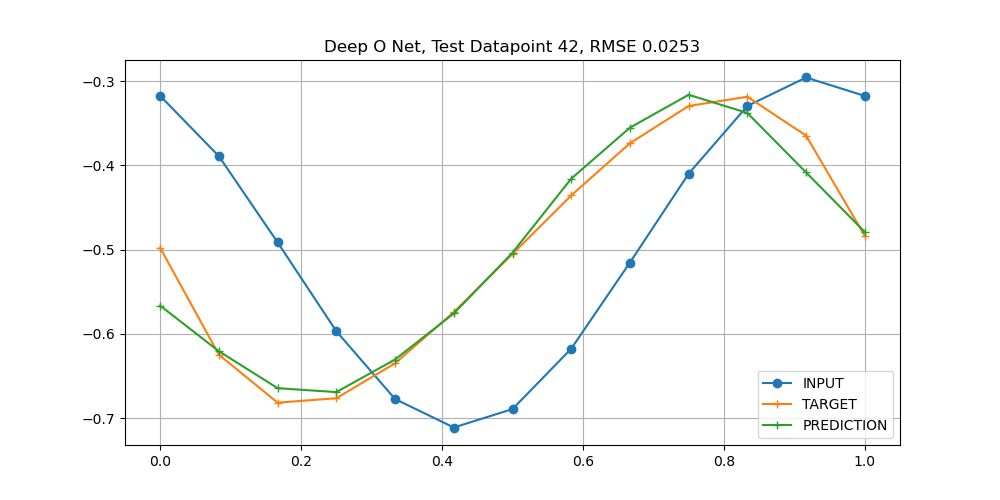 Deep O Net, Test Datapoint 42, RMSE 0.0253
−0.3
−0.4
−0.5
−0.6
−0.7
0.0 0.2 0.4 0.6 0.8 1.0
INPUT
TARGET
PREDICTION